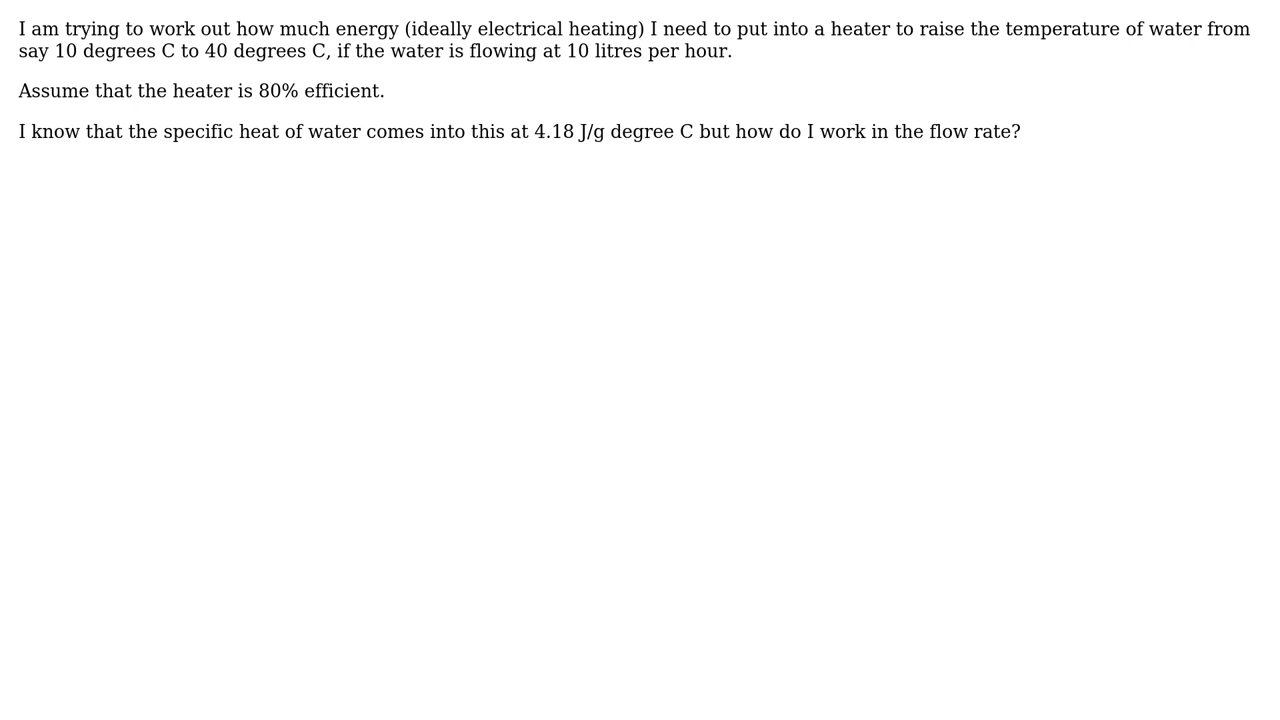 I am trying to work out how much energy (ideally electrical heating) I need to put into a heater to raise the temperature of water from
say 10 degrees C to 40 degrees C, if the water is flowing at 10 litres per hour.
Assume that the heater is 80% efficient.
I know that the specific heat of water comes into this at 4.18 J/g degree C but how do I work in the flow rate?